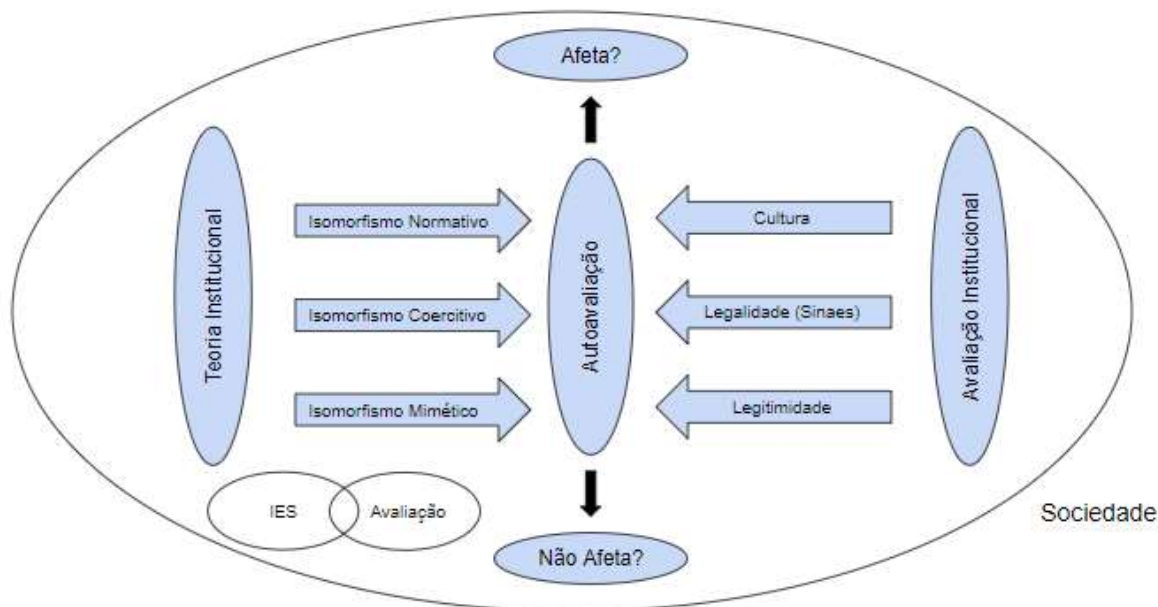 Afeta?
Teoria Institucional
Isomorfismo Normativo
Isomorfismo Coercitivo
Isomorfismo Mimético
Autoavaliação
Cultura
Legalidade (Sinaes)
Legitimidade
Avaliação Institucional
IES
Avaliação
Sociedade
Não Afeta?